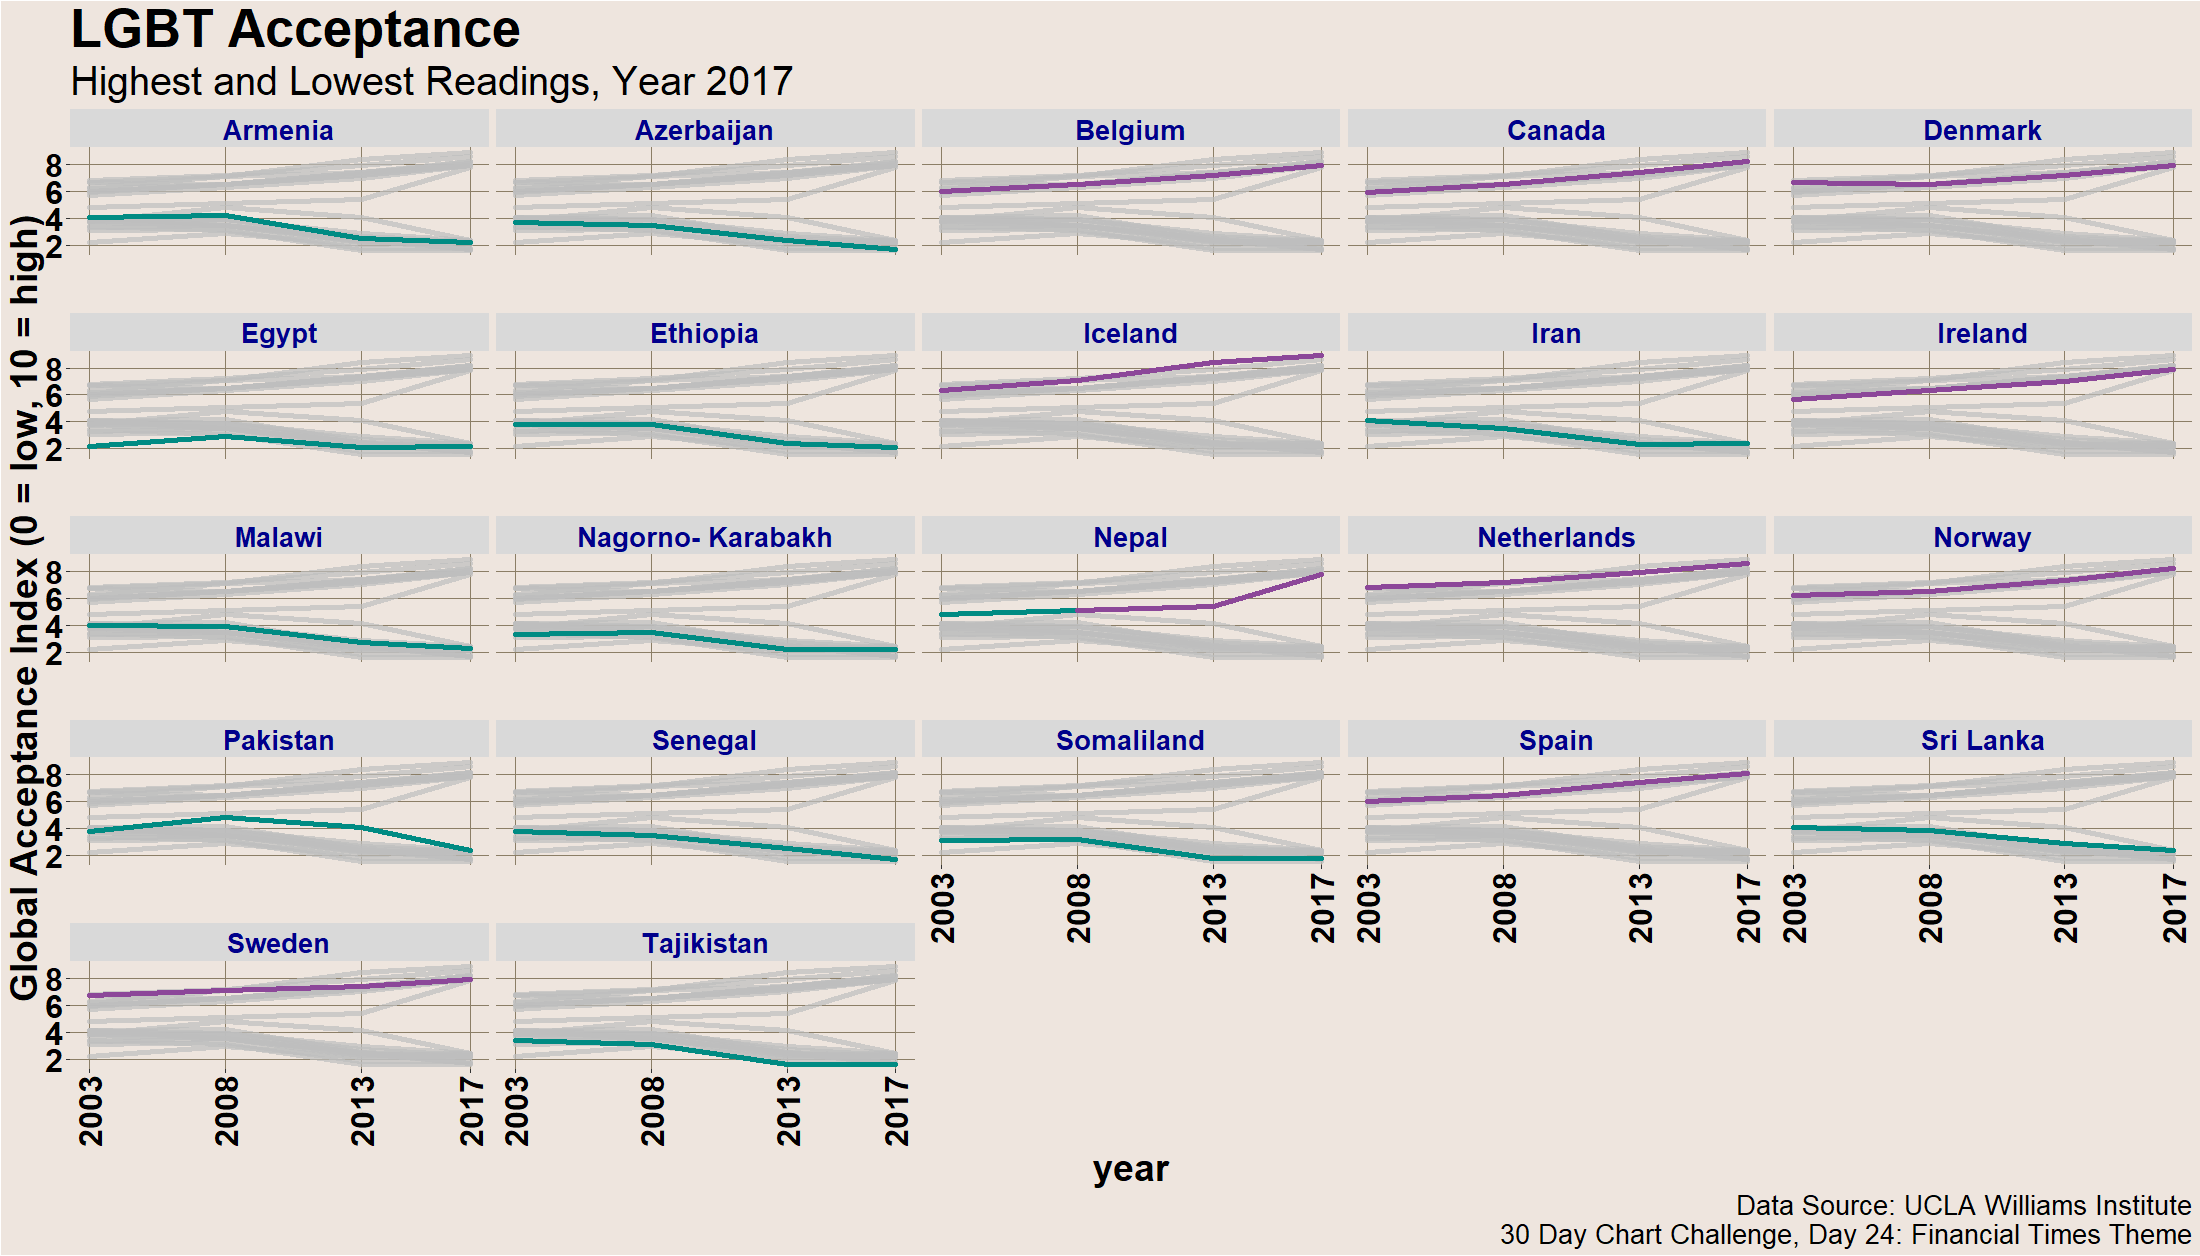 LGBT Acceptance
Highest and Lowest Readings, Year 2017
Global Acceptance Index (0 = low, 10 = high)
Armenia
Azerbaijan
Belgium
Canada
Denmark
8
6
4
2
Egypt
Ethiopia
Iceland
Iran
Ireland
8
6
4
2
Malawi
Nagorno- Karabakh
Nepal
Netherlands
Norway
8
6
4
2
Pakistan
Senegal
Somaliland
Spain
Sri Lanka
8
6
4
2
2003
2008
2013
2017
2003
2008
2013
2017
2003
2008
2013
2017
Sweden
Tajikistan
8
6
4
2
2003
2008
2013
2017
2003
2008
2013
2017
year
Data Source: UCLA Williams Institute
30 Day Chart Challenge, Day 24: Financial Times Theme